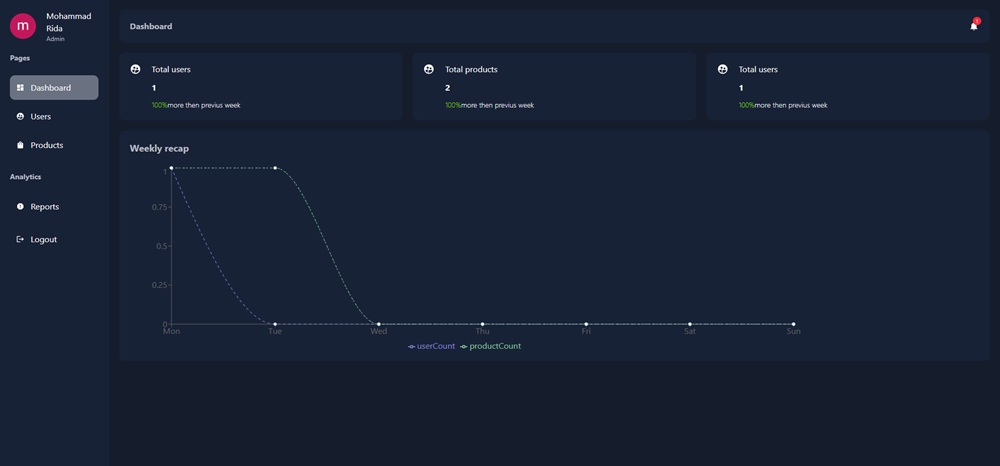 m
Mohammad
Rida
Admin
Pages
Dashboard
Users
Products
Analytics
Reports
Logout
Dashboard
1
Total users
1
100%more then previus week
Total products
2
100%more then previus week
Total users
1
100%more then previus week
Weekly recap
1
0.75
0.5
0.25
0
Mon Tue Wed Thu Fri Sat Sun
userCount productCount